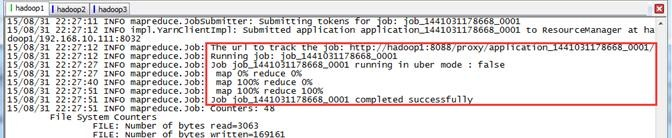 hadoop1 hadoop2 hadoop3
15/08/31 22:27:11 INFO mapreduce.JobSubmitter: Submitting tokens for job: job_1441031178668_0001
15/08/31 22:27:12 INFO impl.YarnClientImpl: Submitted application application_1441031178668_0001 to ResourceManager at ha
doop1/192.168.10.111:8032
15/08/31 22:27:12 INFO mapreduce.Job: The url to track the job: http://hadoop1:8088/proxy/application_1441031178668_0001/
15/08/31 22:27:12 INFO mapreduce.Job: Running job: job_1441031178668_0001
15/08/31 22:27:27 INFO mapreduce.Job: Job job_1441031178668_0001 running in uber mode : false
15/08/31 22:27:27 INFO mapreduce.Job:  map 0% reduce 0%
15/08/31 22:27:40 INFO mapreduce.Job:  map 100% reduce 0%
15/08/31 22:27:51 INFO mapreduce.Job:  map 100% reduce 100%
15/08/31 22:27:51 INFO mapreduce.Job: Job job_1441031178668_0001 completed successfully
15/08/31 22:27:51 INFO mapreduce.Job: Counters: 48
File System Counters
FILE: Number of bytes read=3063
FILE: Number of bytes written=169161